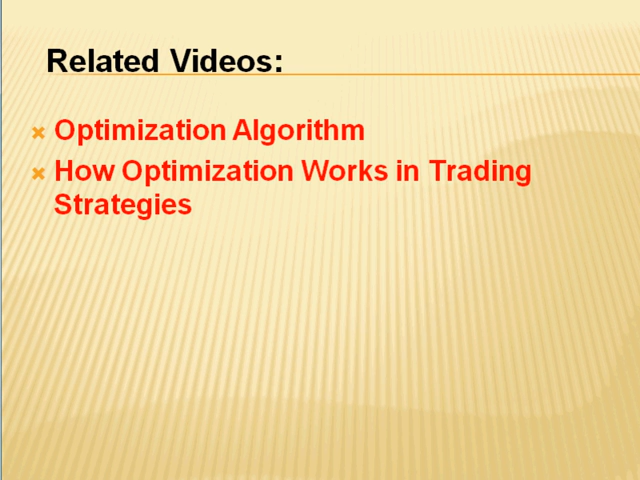 Related Videos:
Optimization Algorithm
How Optimization Works in Trading
Strategies